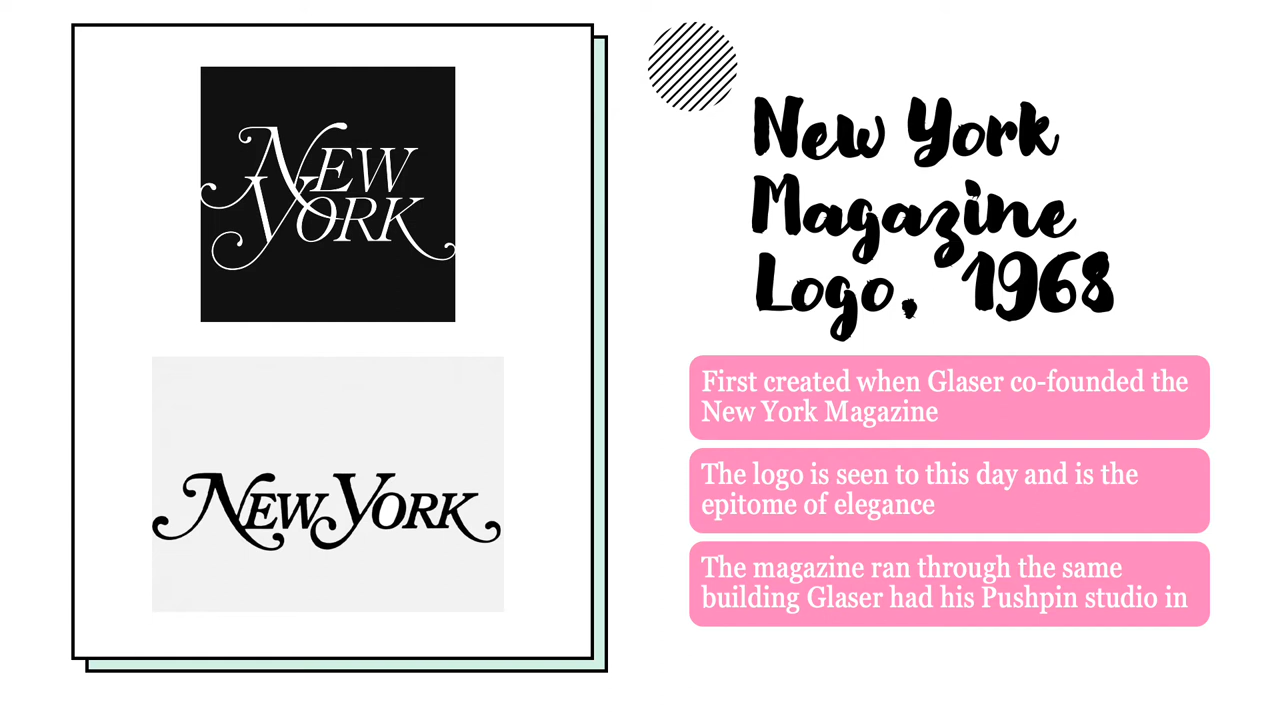 NEW
YORK
NEW YORK
New York
Magazine
Logo, 1968
First created when Glaser co-founded the
New York Magazine
The logo is seen to this day and is the
epitome of elegance
The magazine ran through the same
building Glaser had his Pushpin studio in